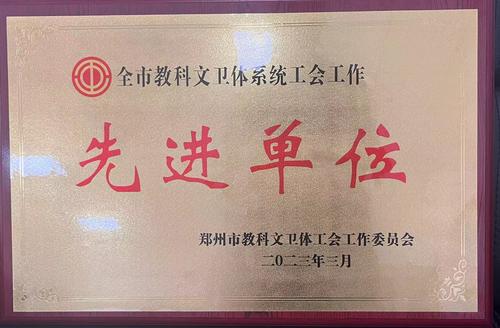 全市教科文卫体系统工会工作
先进单位
郑州市教科文卫体工会工作委员会
二〇二三年三月